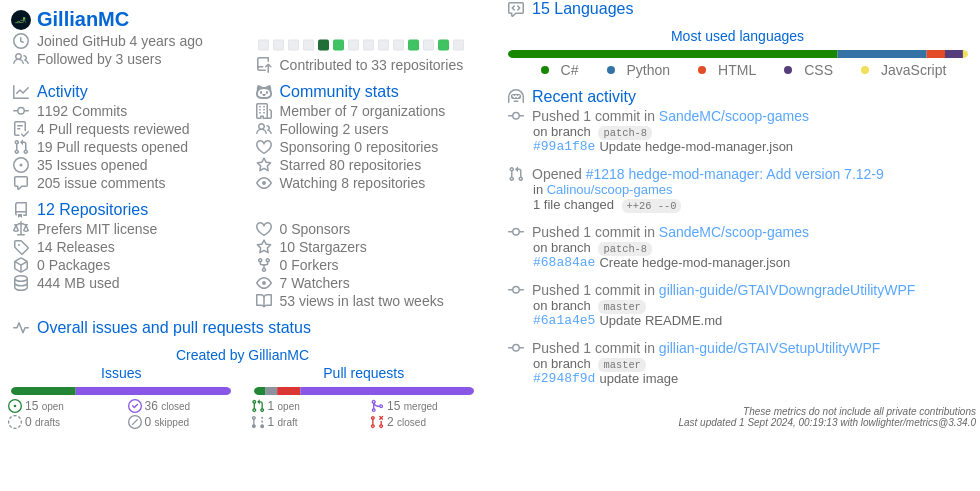 GillianMC
Joined GitHub 4 years ago
Followed by 3 users
Contributed to 33 repositories
Activity
1192 Commits
4 Pull requests reviewed
19 Pull requests opened
35 Issues opened
205 issue comments
Community stats
Member of 7 organizations
Following 2 users
Sponsoring 0 repositories
Starred 80 repositories
Watching 8 repositories
12 Repositories
Prefers MIT license
14 Releases
0 Packages
444 MB used
0 Sponsors
10 Stargazers
0 Forkers
7 Watchers
53 views in last two weeks
Overall issues and pull requests status
Created by GillianMC
Issues
15 open
36 closed
0 drafts
0 skipped
Pull requests
1 open
15 merged
1 draft
2 closed
15 Languages
Most used languages
C# Python HTML CSS JavaScript
Recent activity
Pushed 1 commit in SandeMC/scoop-games
on branch patch-8
#99a1f8e Update hedge-mod-manager.json
Opened #1218 hedge-mod-manager: Add version 7.12-9
in Calinou/scoop-games
1 file changed ++26 --0
Pushed 1 commit in SandeMC/scoop-games
on branch patch-8
#68a84ae Create hedge-mod-manager.json
Pushed 1 commit in gillian-guide/GTAIVDowngradeUtilityWPF
on branch master
#6a1a4e5 Update README.md
Pushed 1 commit in gillian-guide/GTAIVSetupUtilityWPF
on branch master
#2948f9d update image
These metrics do not include all private contributions
Last updated 1 Sept 2024, 00:19:13 with lowlighter/metrics@3.34.0